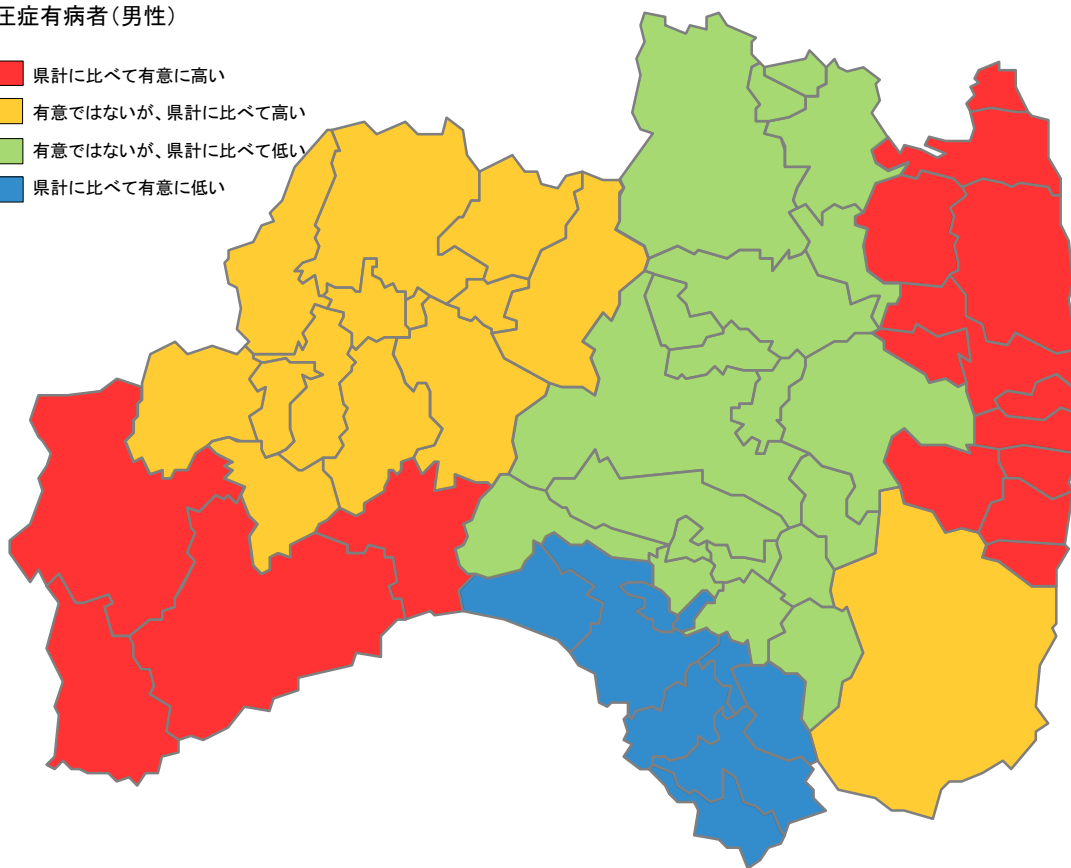 圧症有病者（男性）
県計に比べて有意に高い
有意ではないが、県計に比べて高い
有意ではないが、県計に比べて低い
県計に比べて有意に低い